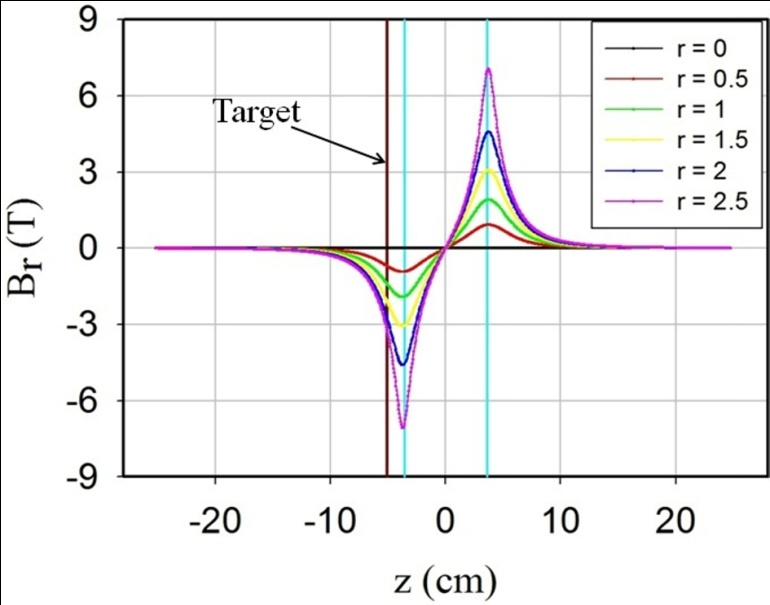 9
6
3
0
-3
-6
-9
Br (T)
Target
r = 0
r = 0.5
r = 1
r = 1.5
r = 2
r = 2.5
-20 -10 0 10 20
z (cm)